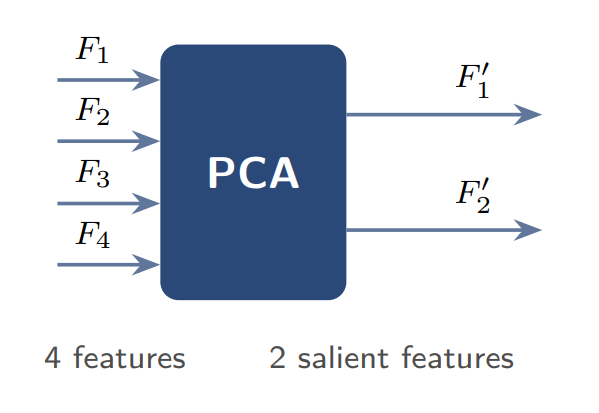 F₁
F₂
F₃
F₄
PCA
F′₁
F′₂
4 features
2 salient features